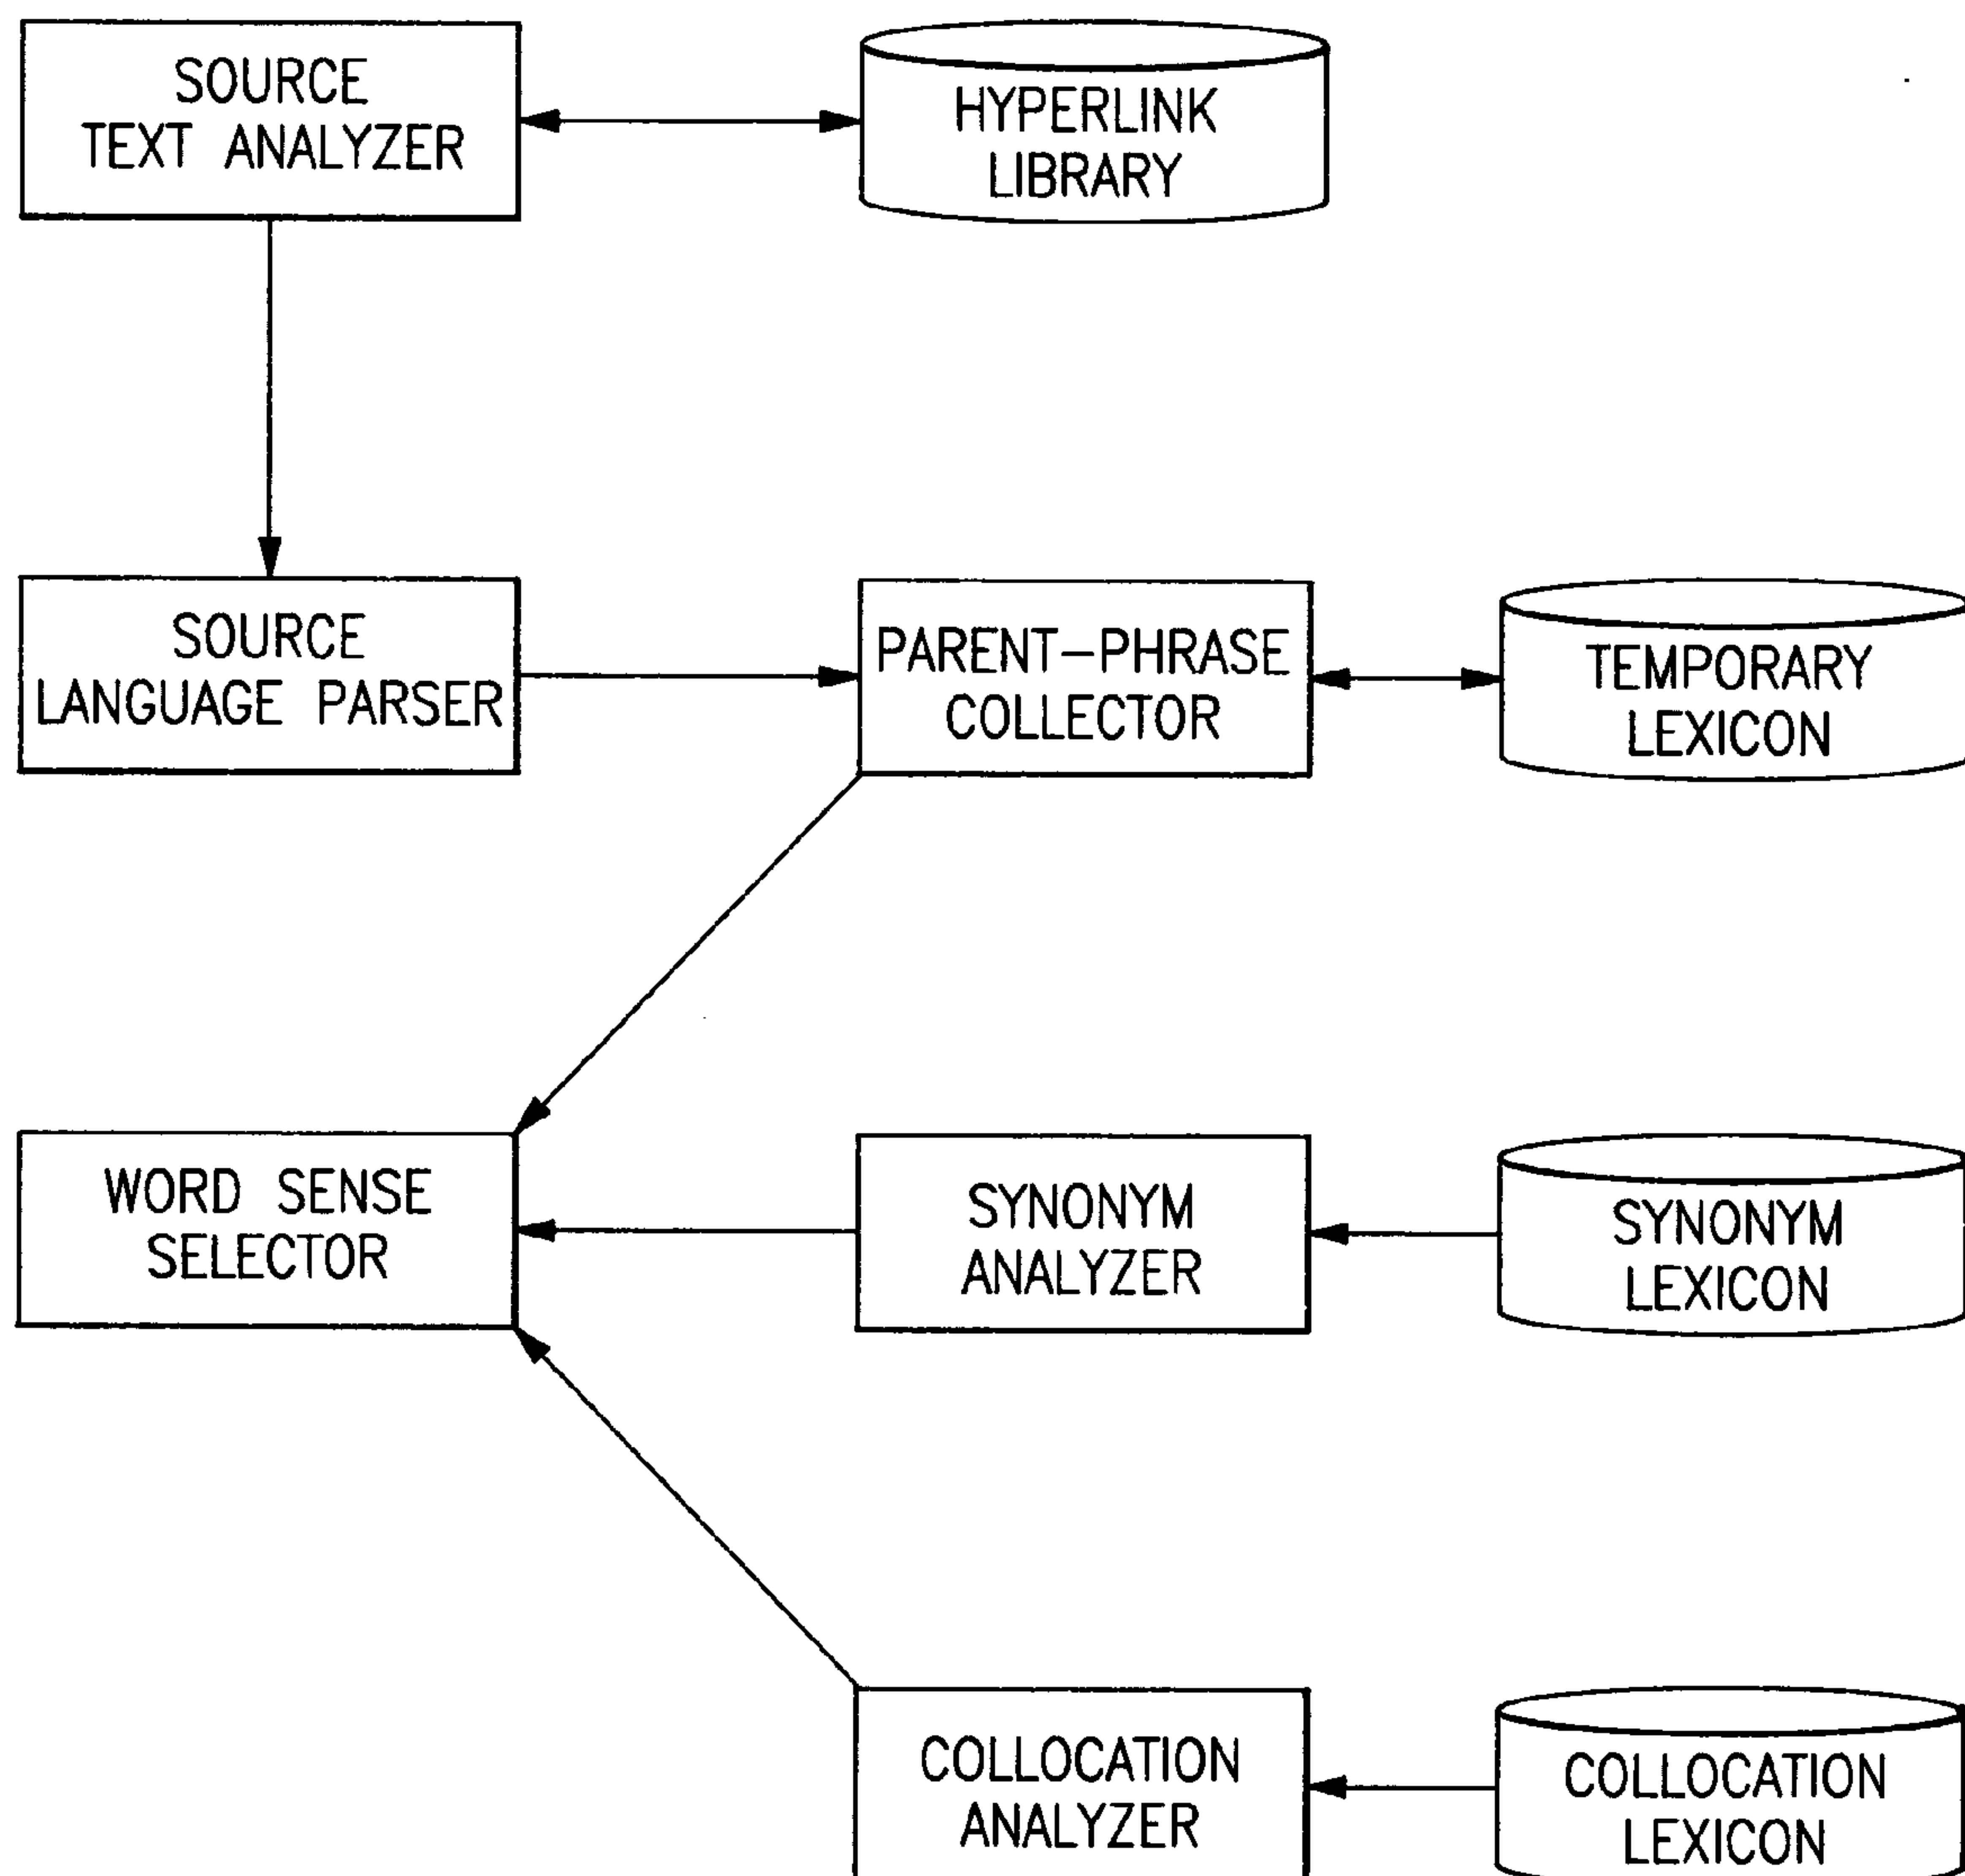 SOURCE
TEXT ANALYZER
HYPERLINK
LIBRARY
SOURCE
LANGUAGE PARSER
PARENT-PHRASE
COLLECTOR
TEMPORARY
LEXICON
WORD SENSE
SELECTOR
SYNONYM
ANALYZER
SYNONYM
LEXICON
COLLOCATION
ANALYZER
COLLOCATION
LEXICON